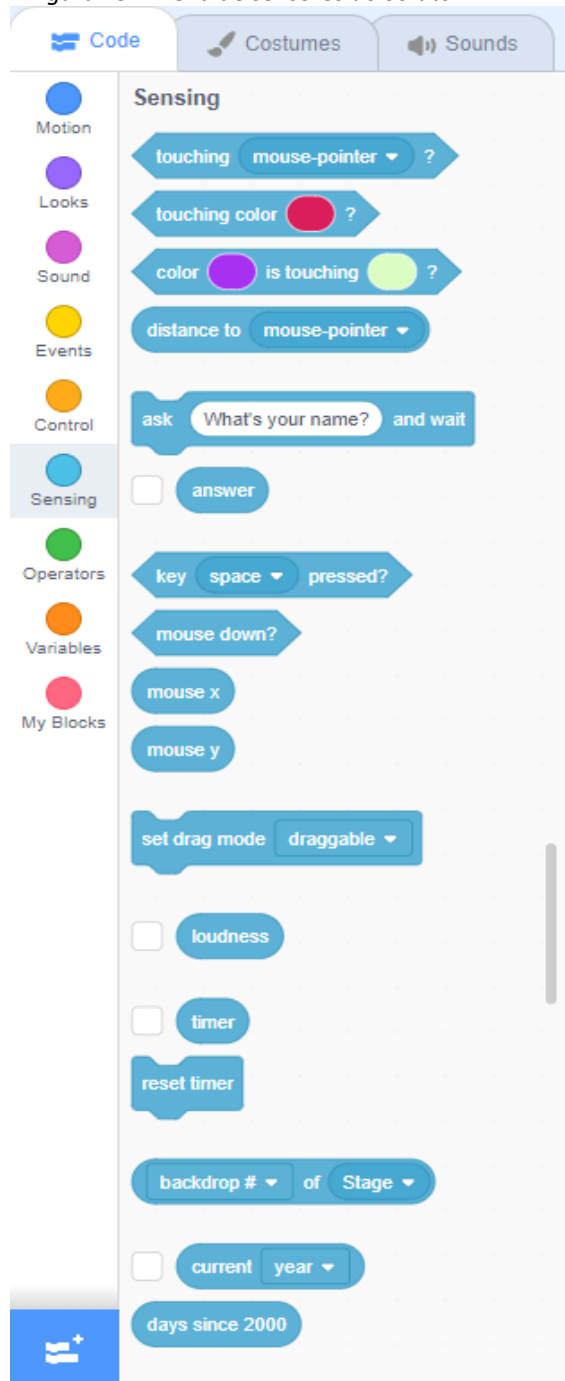 Code
Costumes
Sounds
Motion
Looks
Sound
Events
Control
Sensing
Operators
Variables
My Blocks
Sensing
touching mouse-pointer ?
touching color ?
color is touching ?
distance to mouse-pointer
ask What's your name? and wait
answer
key space pressed?
mouse down?
mouse x
mouse y
set drag mode draggable
loudness
timer
reset timer
backdrop # of Stage
current year
days since 2000